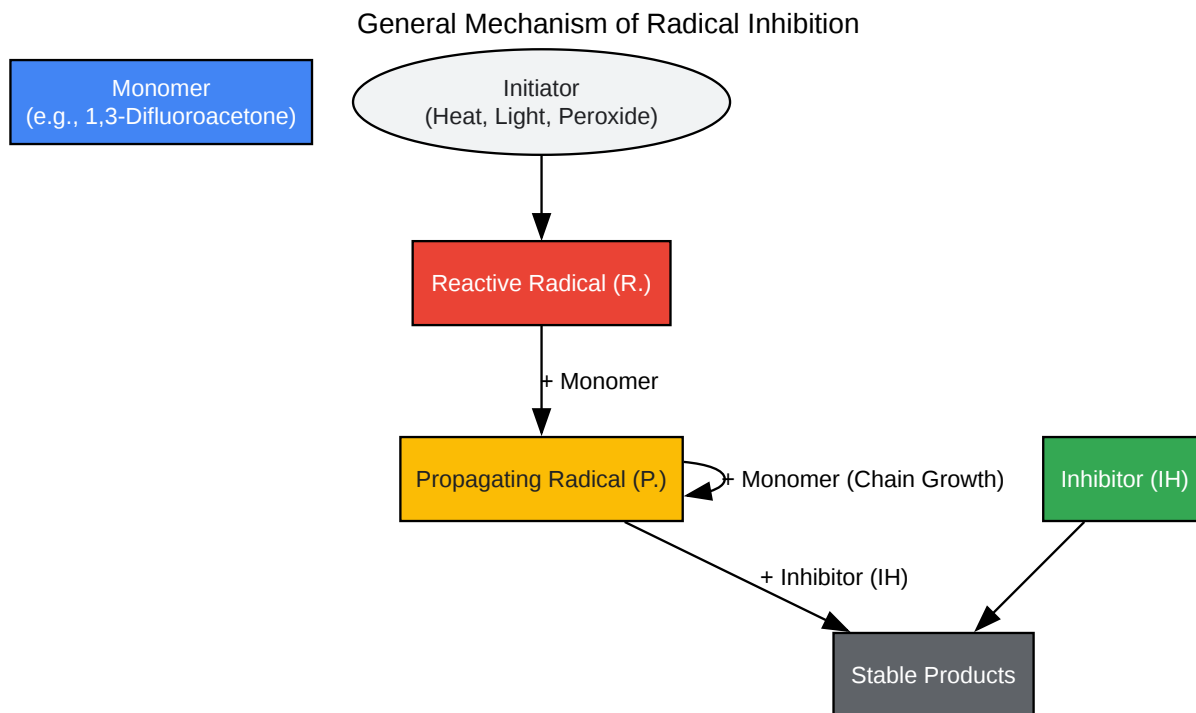 General Mechanism of Radical Inhibition
Monomer
(e.g., 1,3-Difluoroacetone)
Initiator
(Heat, Light, Peroxide)
Reactive Radical (R.)
+ Monomer
Propagating Radical (P.)
+ Monomer (Chain Growth)
Inhibitor (IH)
+ Inhibitor (IH)
Stable Products